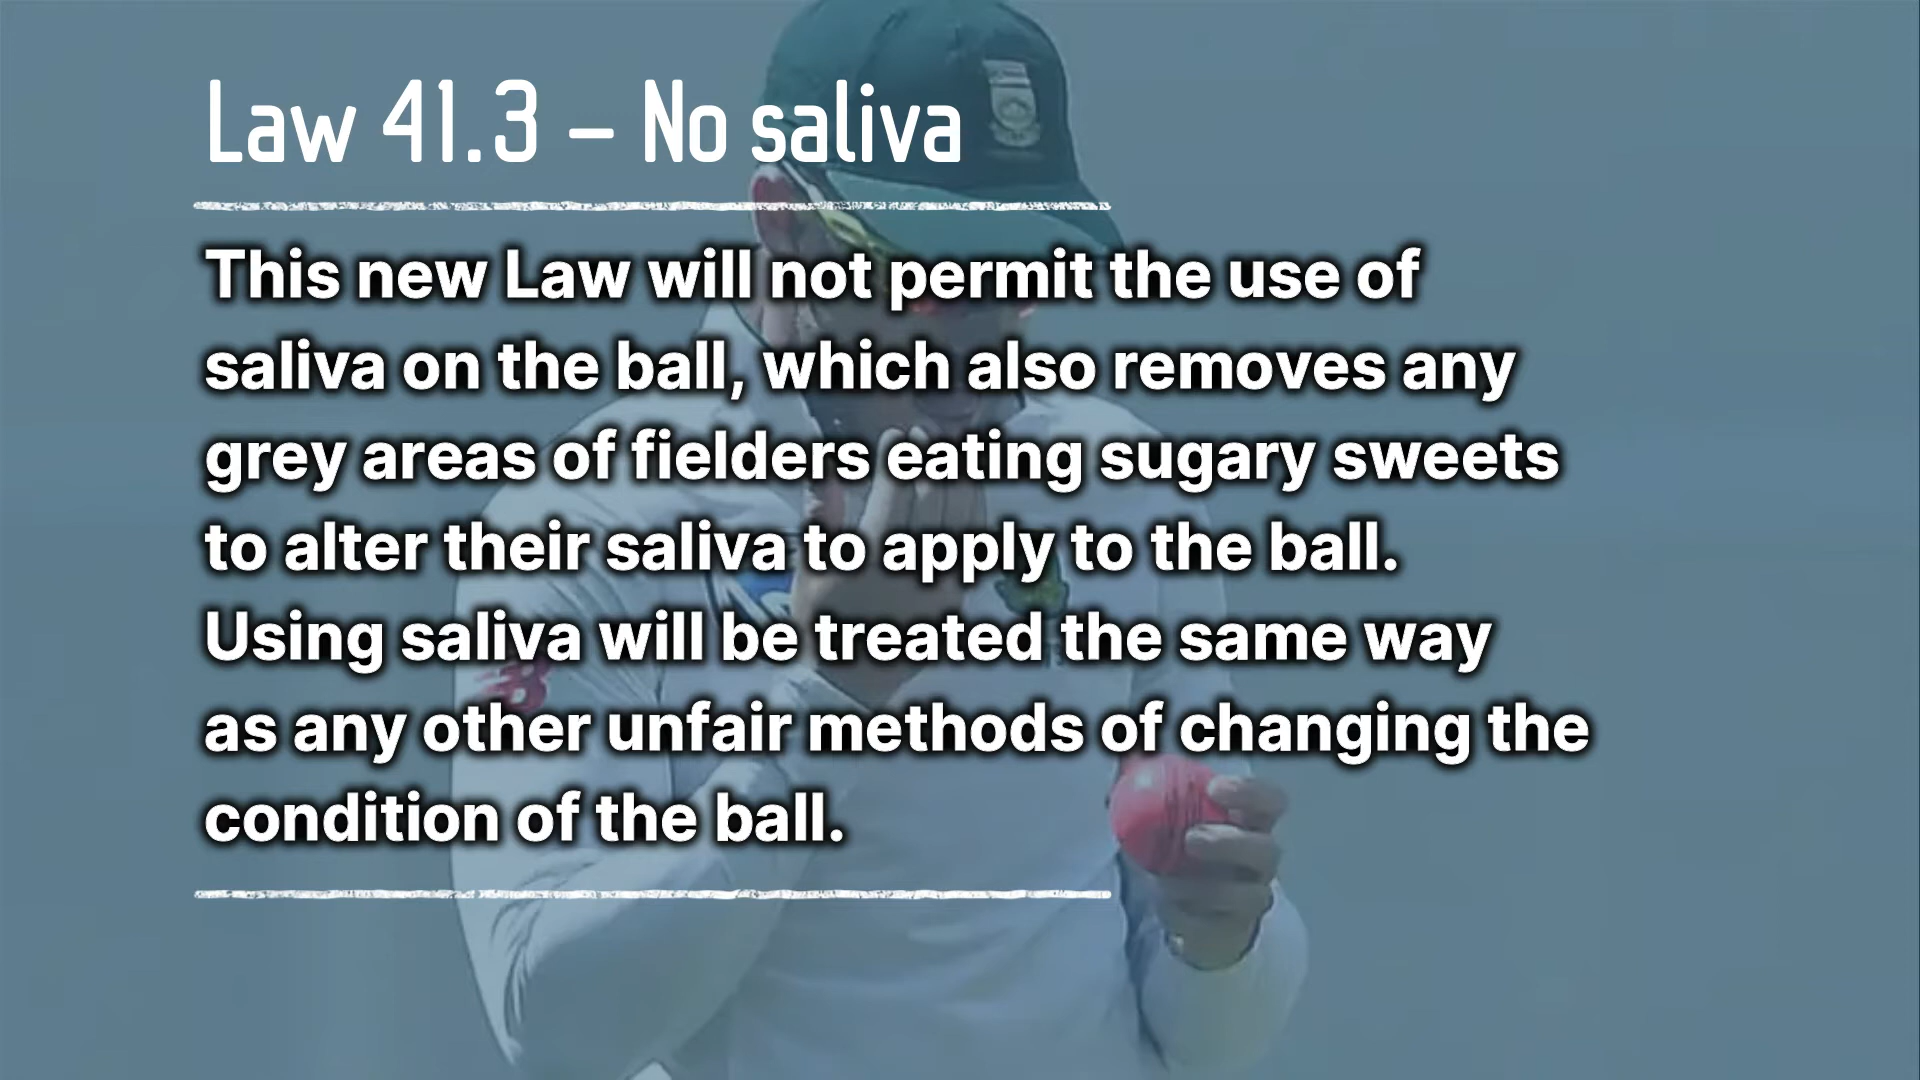 Law 41.3 – No saliva
This new Law will not permit the use of
saliva on the ball, which also removes any
grey areas of fielders eating sugary sweets
to alter their saliva to apply to the ball.
Using saliva will be treated the same way
as any other unfair methods of changing the
condition of the ball.